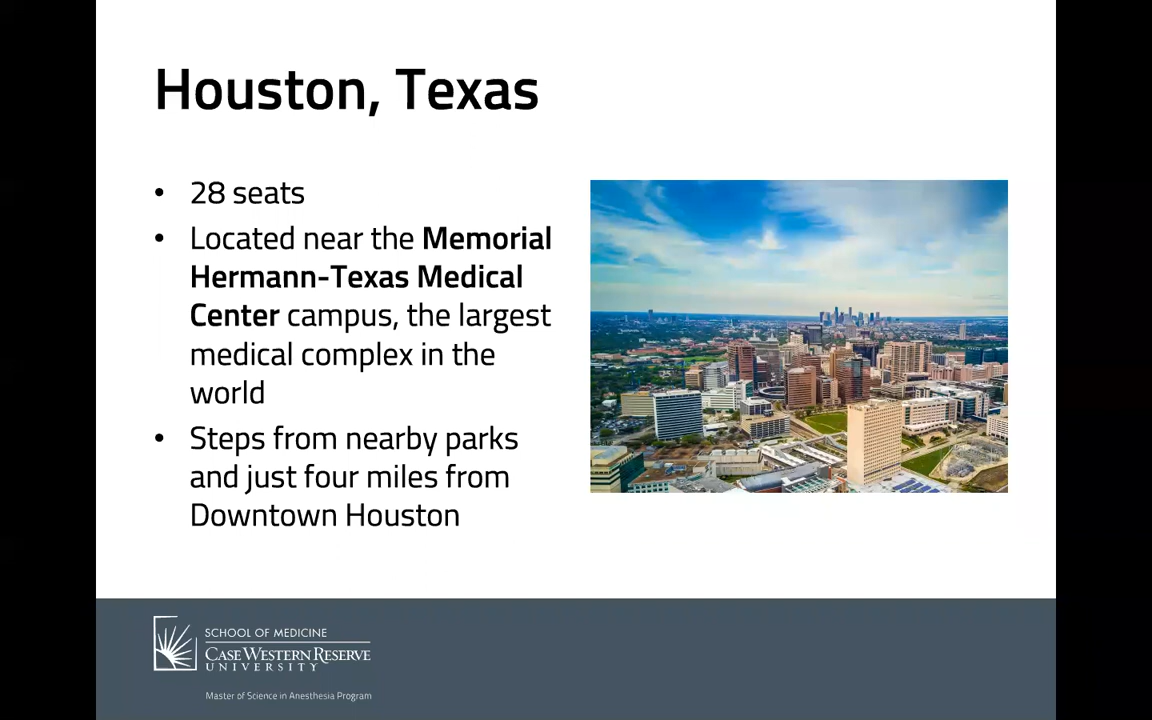 Houston, Texas
• 28 seats
• Located near the Memorial
Hermann-Texas Medical
Center campus, the largest
medical complex in the
world
• Steps from nearby parks
and just four miles from
Downtown Houston
SCHOOL OF MEDICINE
CASE WESTERN RESERVE
UNIVERSITY
Master of Science in Anesthesia Program